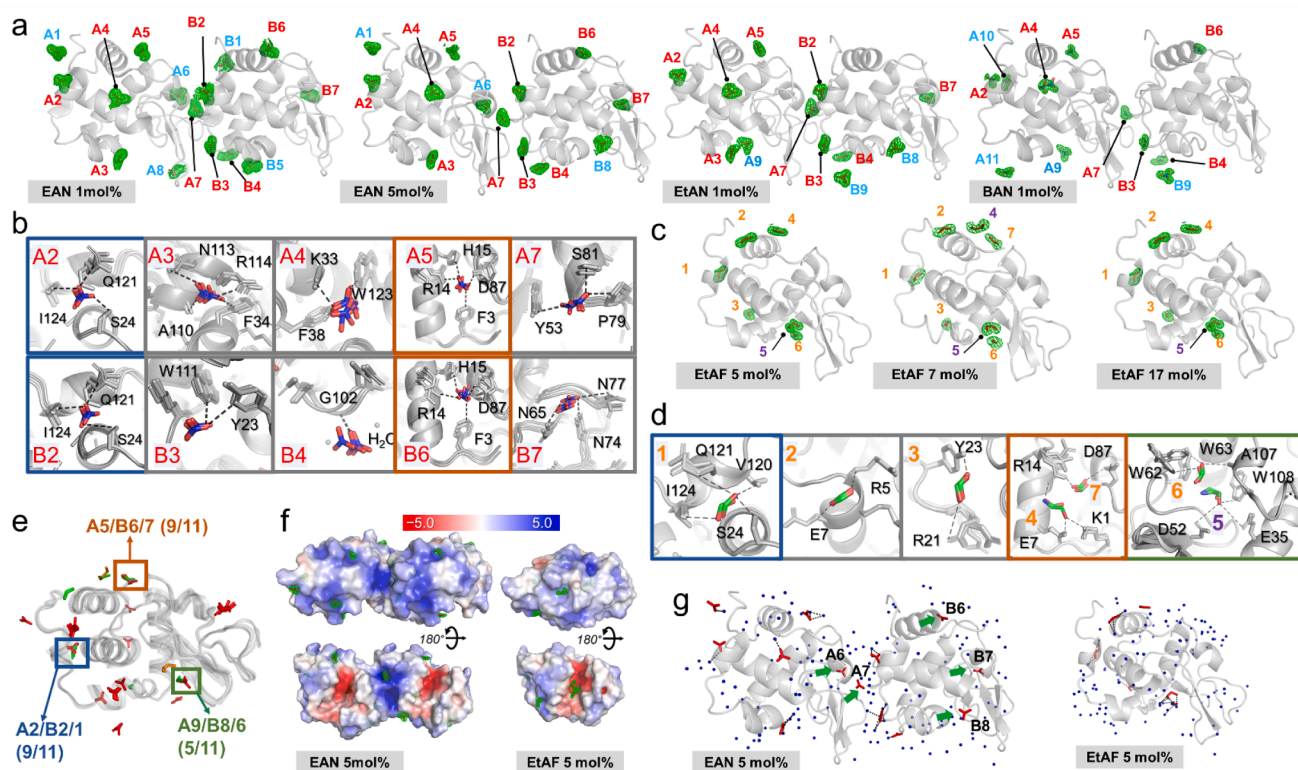 a
A1 A4 A5 B2 B1 B6
A2 A6 B7
A3 A8 A7 B3 B4 B5
EAN 1mol%
A1 A4 A5 B2 B6
A2 A6 B7
A3 A7 B3 B4 B8
EAN 5mol%
A2 A4 A5 B2 B6
B7
A3 A9 A7 B3 B4 B8
B9
EtAN 1mol%
A10 A4 A5 B6
A2
A11 A9 A7 B3 B4
B9
BAN 1mol%
b
A2 Q121 I124 S24
A3 N113 R114 A110 F34
A4 K33 W123 F38
A5 H15 R14 D87 F3
A7 S81 Y53 P79
B2 Q121 I124 S24
B3 W111 Y23
B4 G102 H₂O
B6 H15 R14 D87 F3
B7 N77 N65 N74
c
2 4
1
3
5 6
EtAF 5 mol%
2 4 7
1
3
5 6
EtAF 7 mol%
2 4
1
3
5 6
EtAF 17 mol%
d
1 Q121 V120 I124 S24
2 R5 E7
3 Y23 R21
R14 D87 7 4 K1 E7
W62 W63 A107 W108 6 5 D52 E35
e
A5/B6/7 (9/11)
A2/B2/1
(9/11)
A9/B8/6
(5/11)
f
−5.0 5.0
180°
180°
EAN 5mol%
EtAF 5 mol%
g
B6
A6 A7 B7
B8
EAN 5 mol%
EtAF 5 mol%